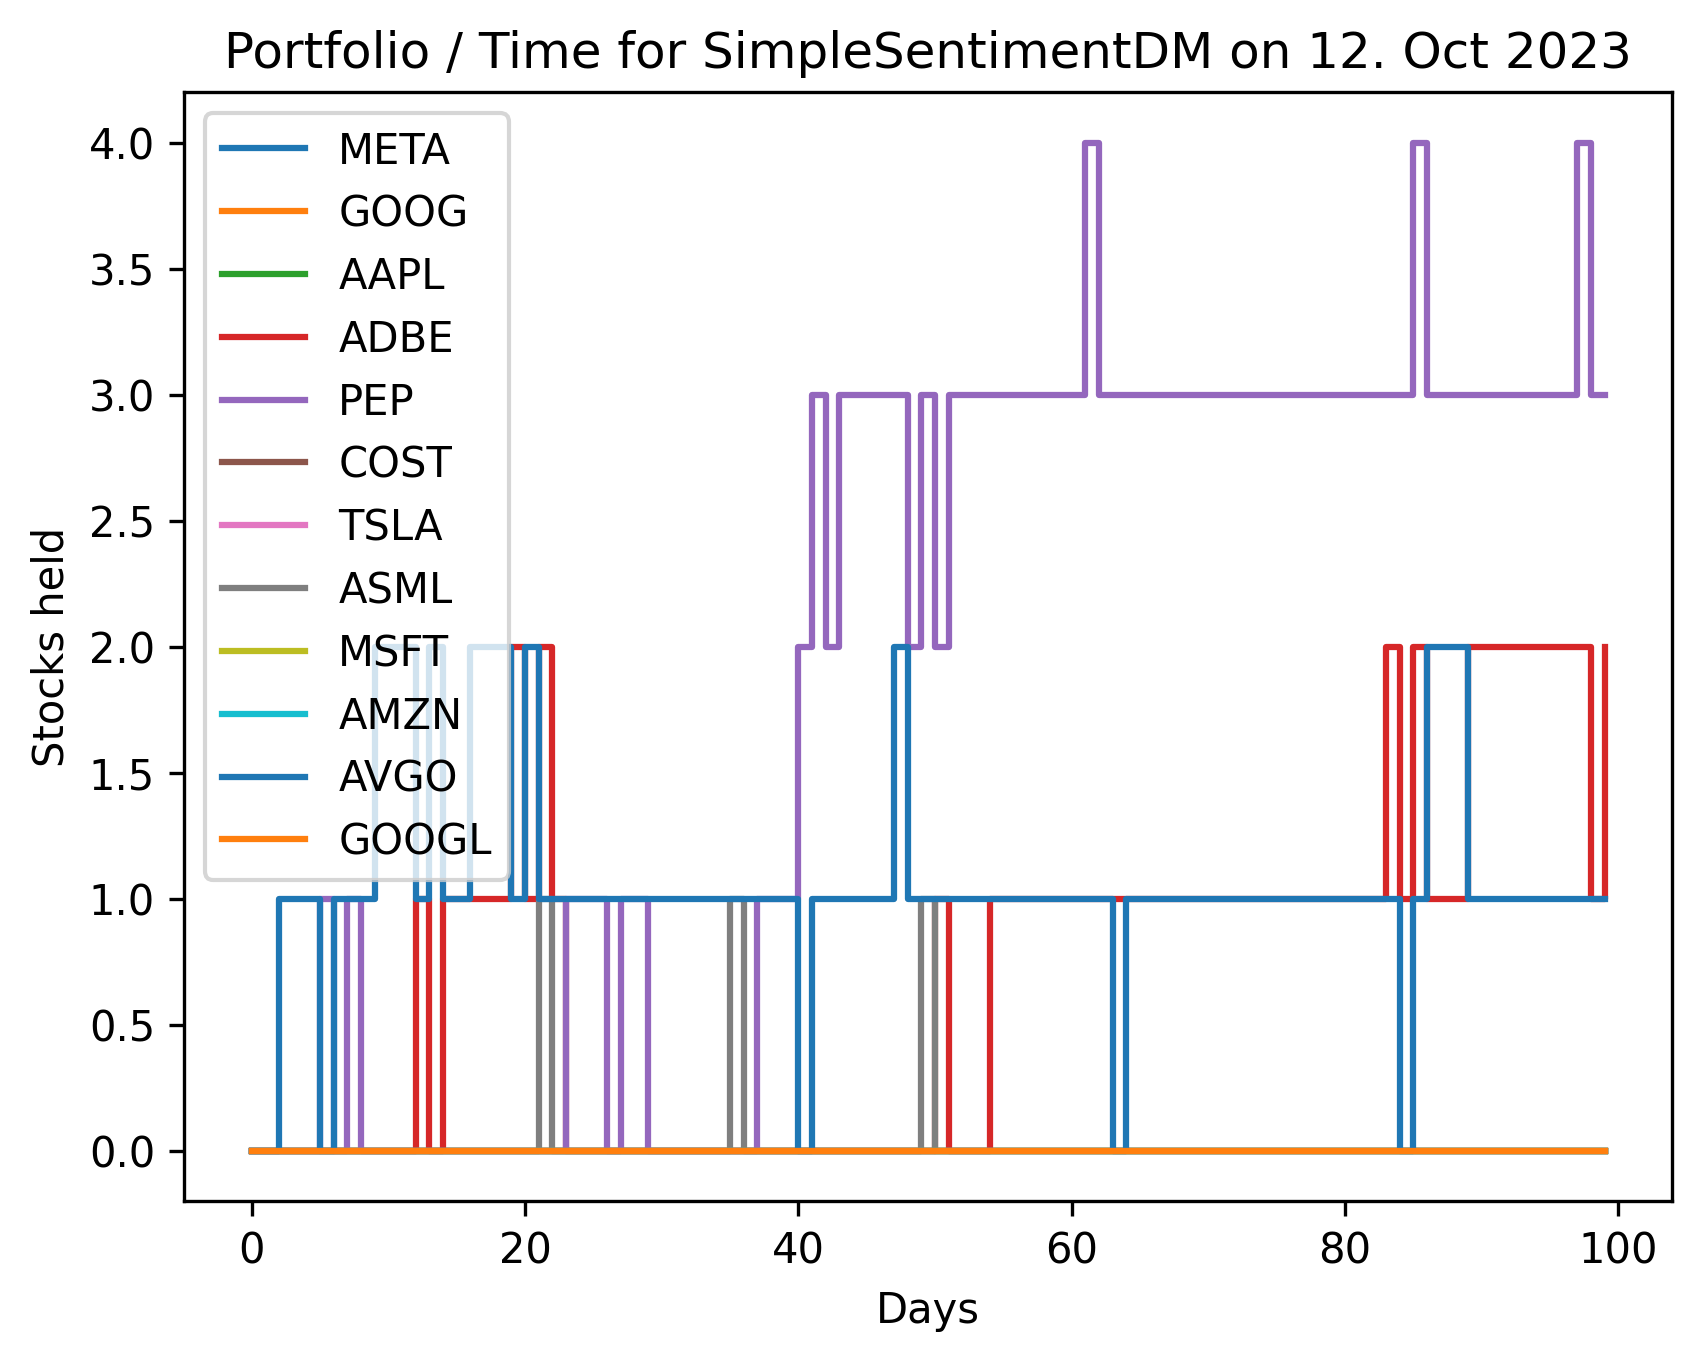 Portfolio / Time for SimpleSentimentDM on 12. Oct 2023
4.0
3.5
3.0
2.5
2.0
1.5
1.0
0.5
0.0
Stocks held
META
GOOG
AAPL
ADBE
PEP
COST
TSLA
ASML
MSFT
AMZN
AVGO
GOOGL
0 20 40 60 80 100
Days